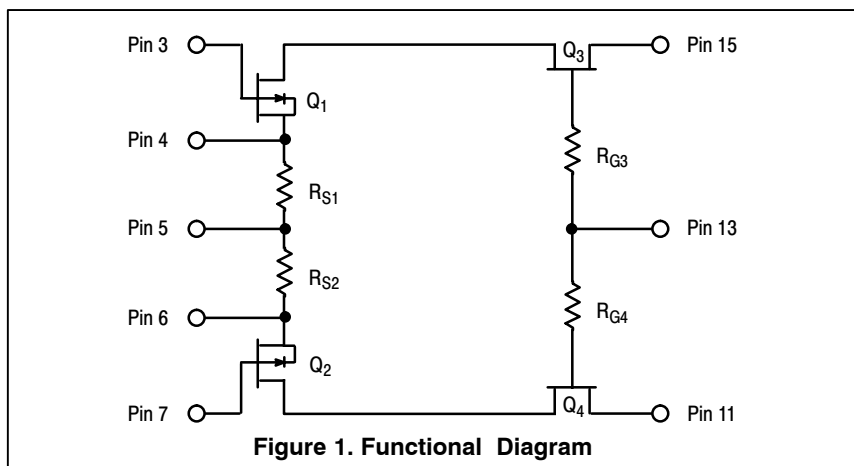 Pin 3
Q3
Pin 15
Q1
Pin 4
RS1
RG3
Pin 5
Pin 13
RS2
RG4
Pin 6
Q2
Pin 7
Q4
Pin 11
Figure 1. Functional Diagram